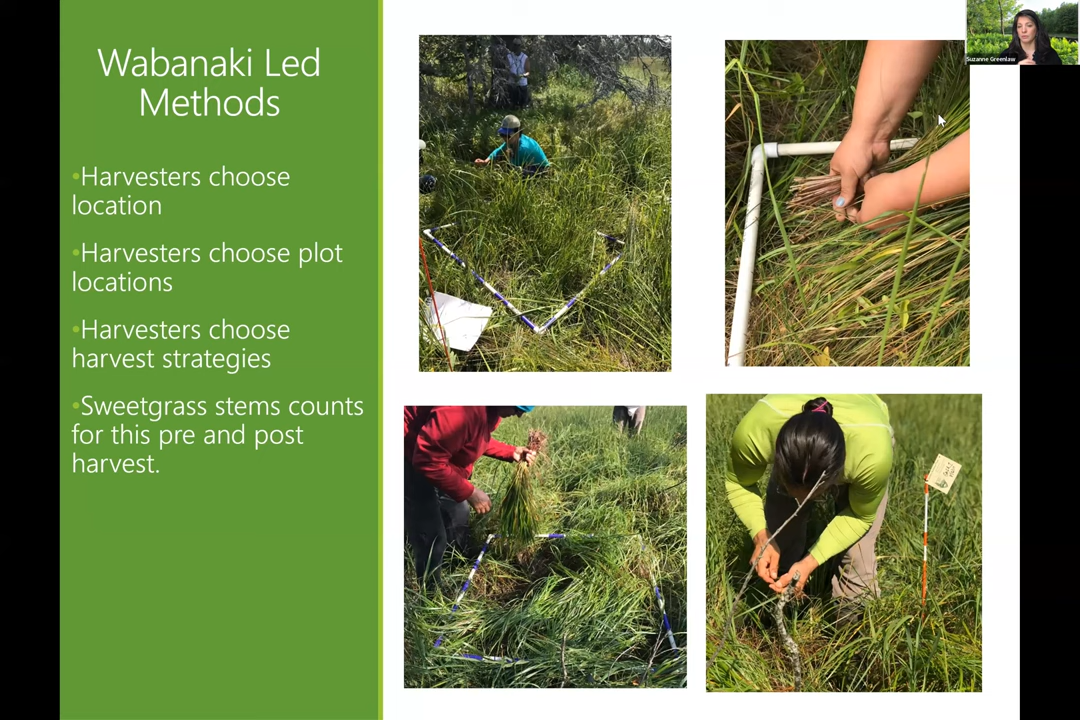 Wabanaki Led
Methods
•Harvesters choose
location
•Harvesters choose plot
locations
•Harvesters choose
harvest strategies
•Sweetgrass stems counts
for this pre and post
harvest.
Suzanne Greenlaw